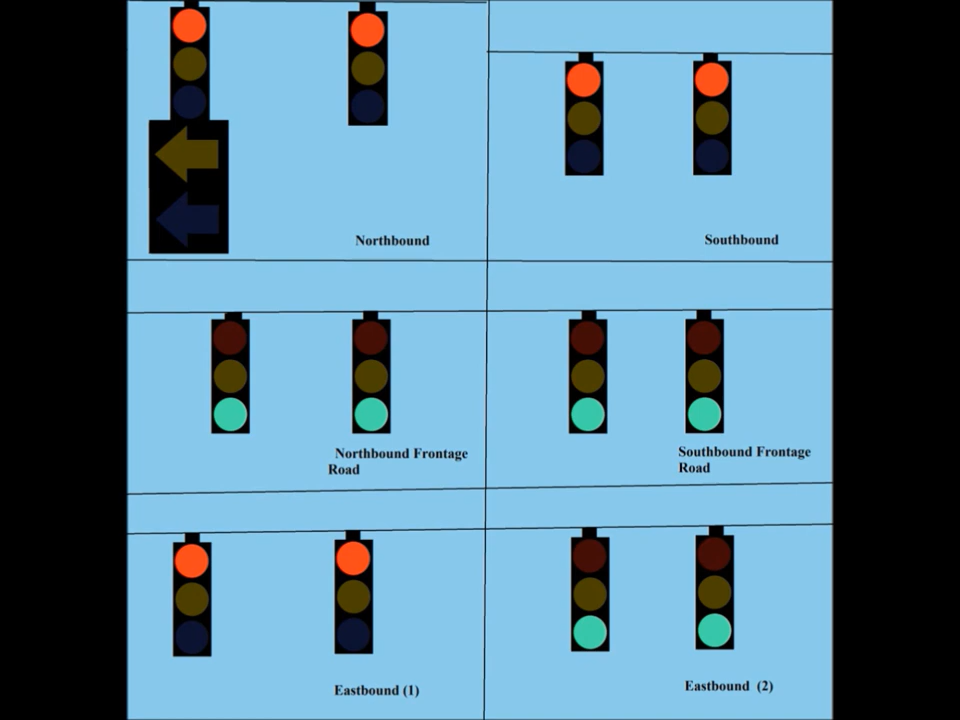 Northbound
Southbound
Northbound Frontage
Road
Southbound Frontage
Road
Eastbound (1)
Eastbound (2)